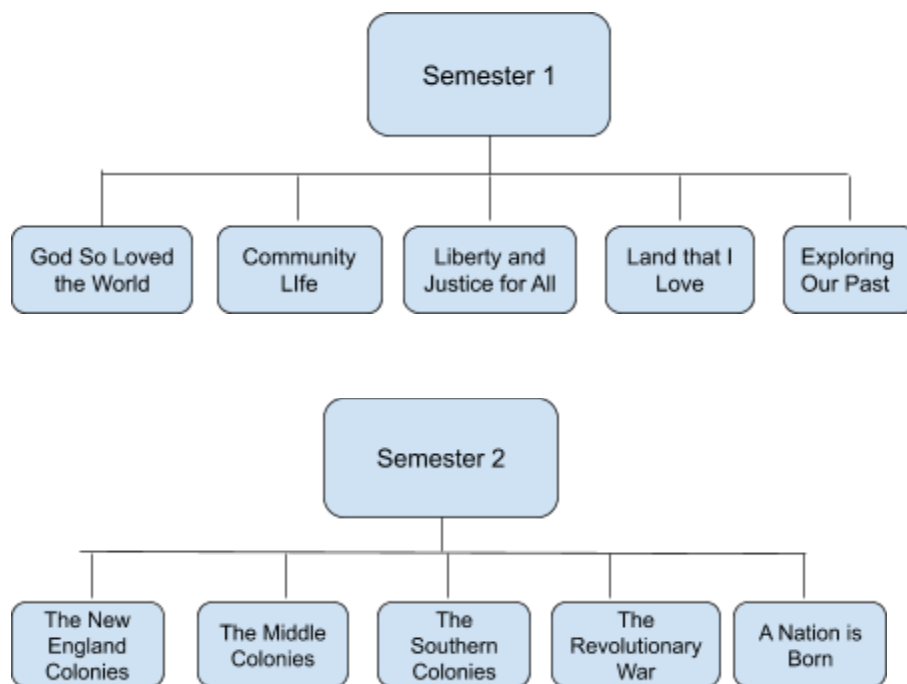 Semester 1
God So Loved
the World
Community
LIfe
Liberty and
Justice for All
Land that I
Love
Exploring
Our Past
Semester 2
The New
England
Colonies
The Middle
Colonies
The
Southern
Colonies
The
Revolutionary
War
A Nation is
Born